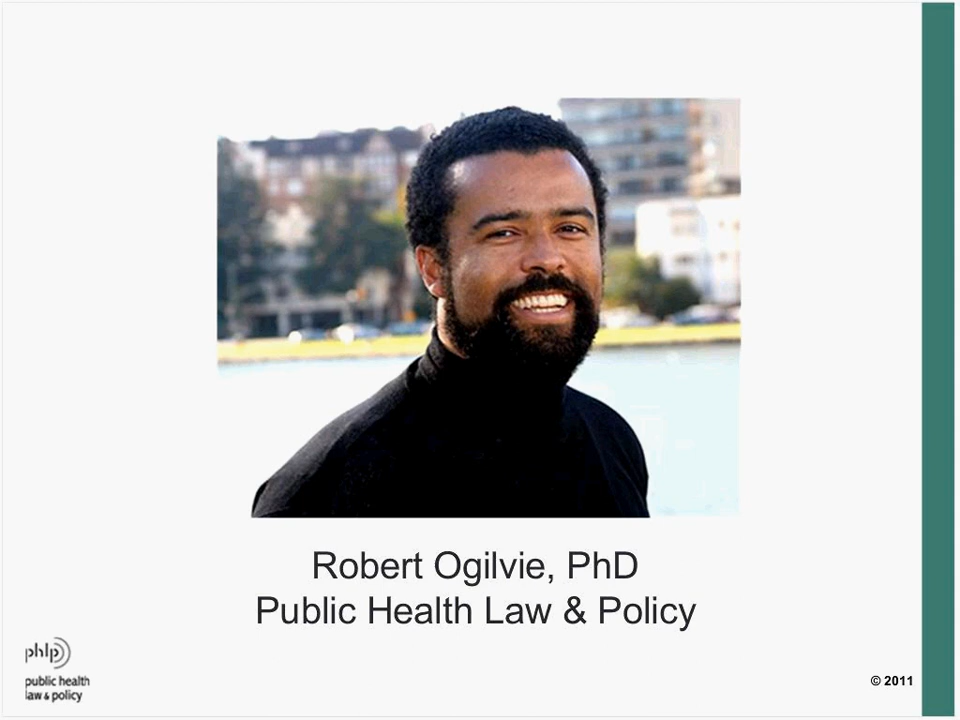 Robert Ogilvie, PhD
Public Health Law & Policy
phlp
public health
law & policy
© 2011